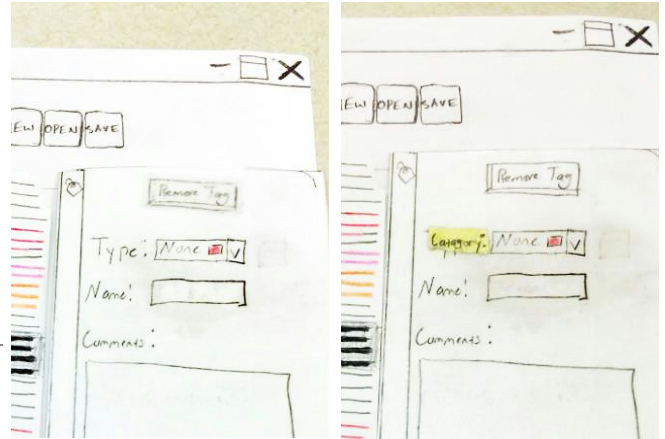 EW OPEN SAVE
Remove Tag
Type: None
Name:
Comments:
EW OPEN SAVE
Remove Tag
Category: None
Name:
Comments: